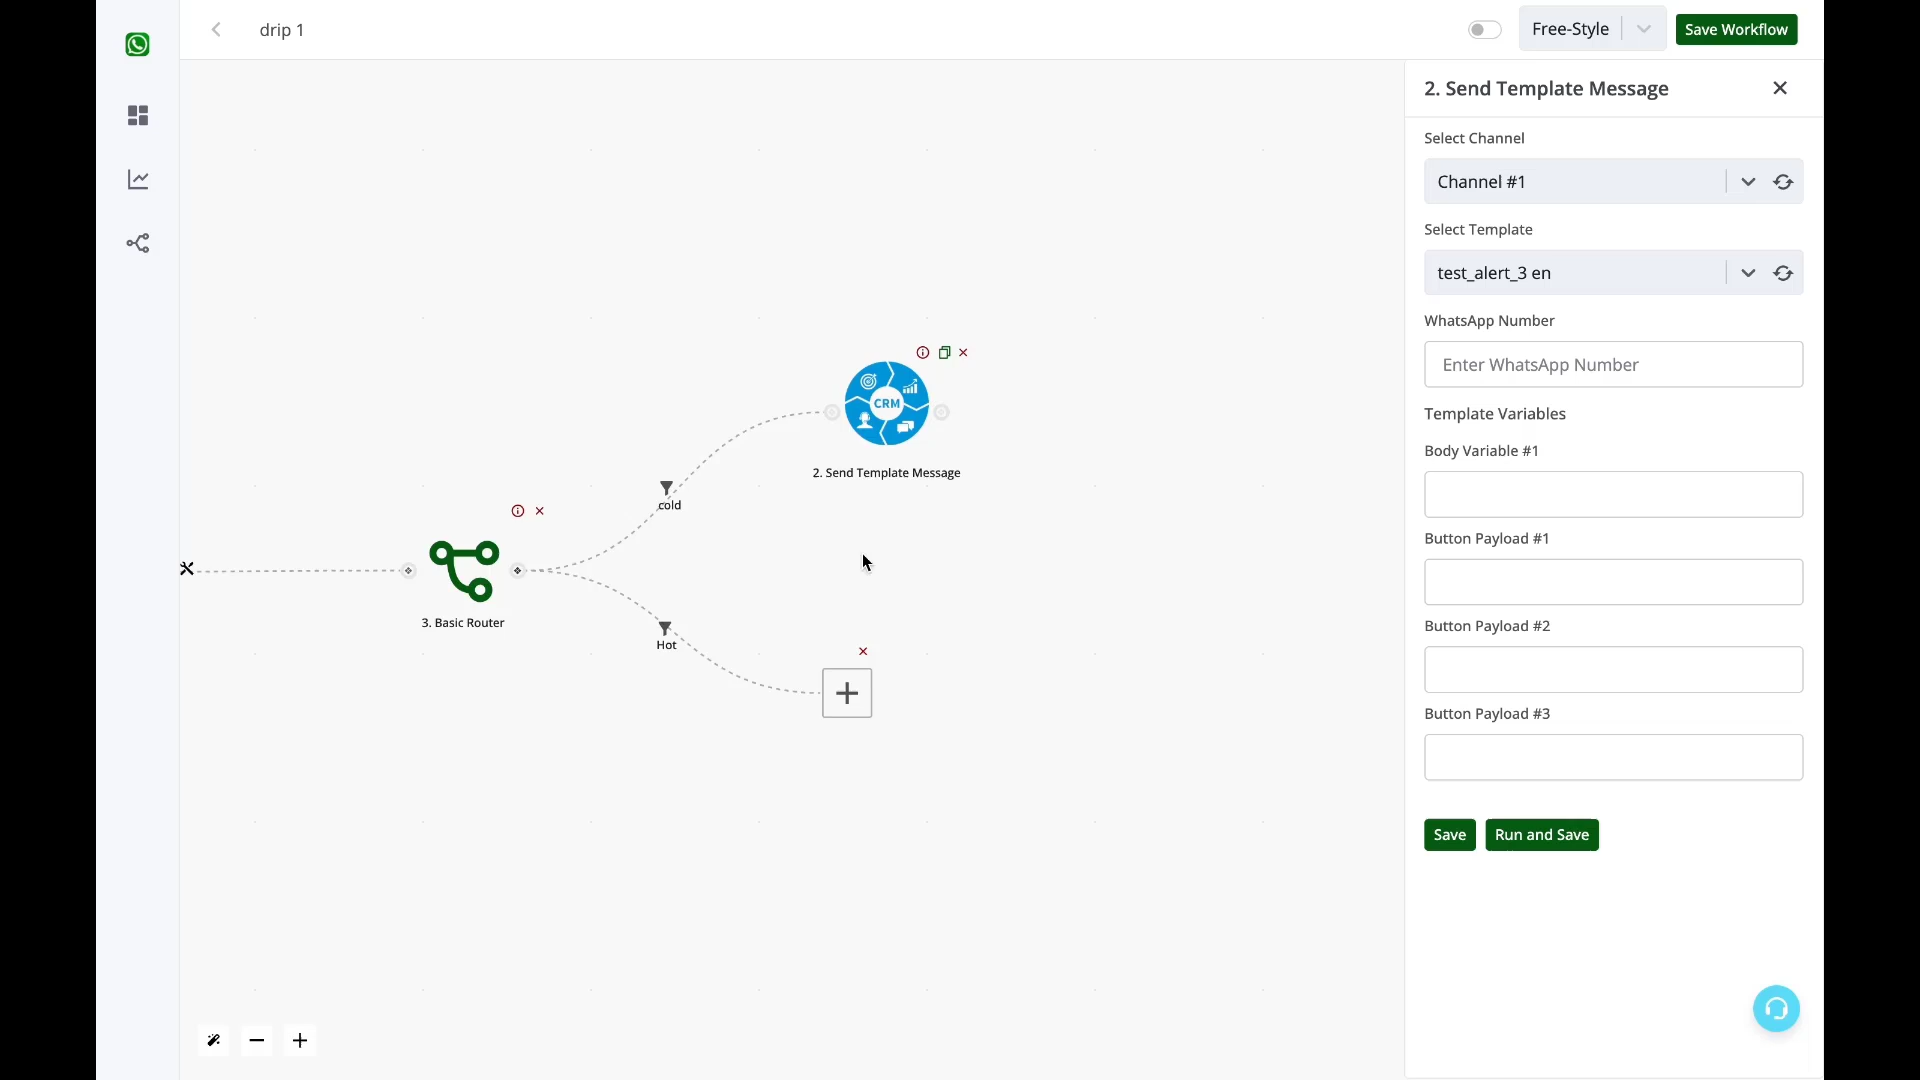 drip 1
Free-Style
Save Workflow
2. Send Template Message
Select Channel
Channel #1
Select Template
test_alert_3 en
WhatsApp Number
Enter WhatsApp Number
Template Variables
Body Variable #1
Button Payload #1
Button Payload #2
Button Payload #3
Save
Run and Save
CRM
2. Send Template Message
cold
3. Basic Router
Hot